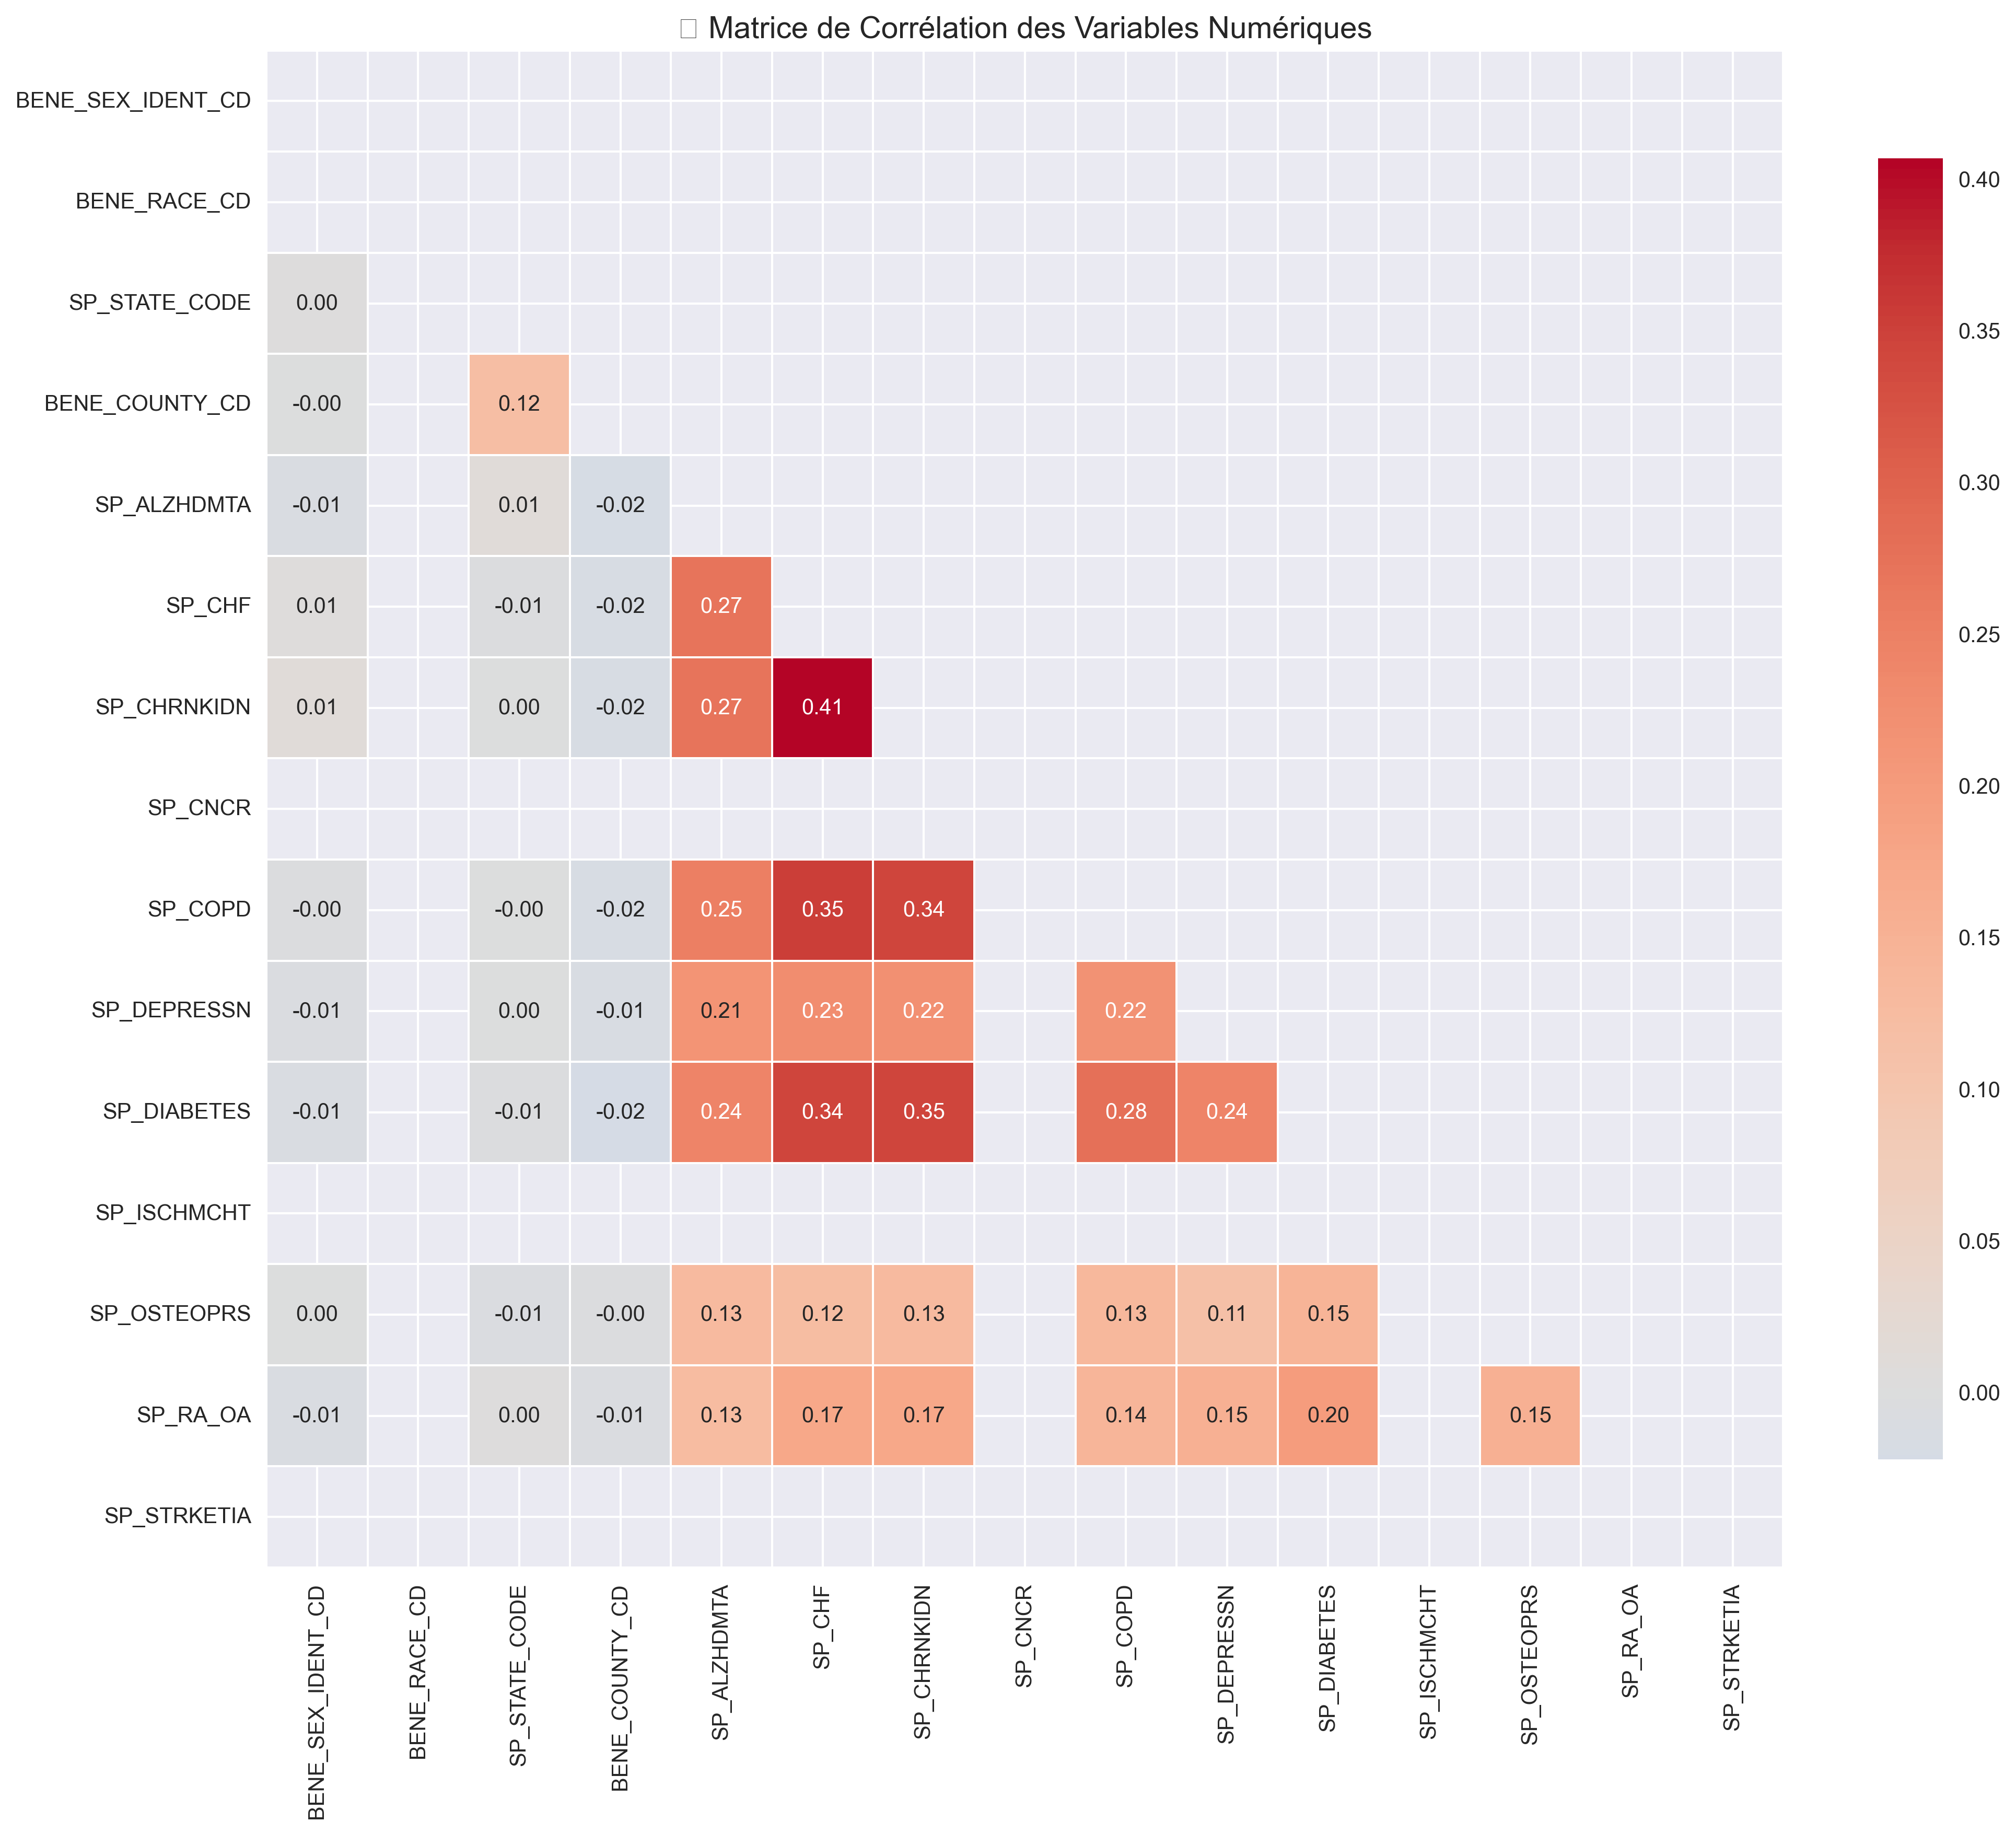 Matrice de Corrélation des Variables Numériques
BENE_SEX_IDENT_CD
BENE_RACE_CD
SP_STATE_CODE 0.00
BENE_COUNTY_CD -0.00 0.12
SP_ALZHDMTA -0.01 0.01 -0.02
SP_CHF 0.01 -0.01 -0.02 0.27
SP_CHRNKIDN 0.01 0.00 -0.02 0.27 0.41
SP_CNCR
SP_COPD -0.00 -0.00 -0.02 0.25 0.35 0.34
SP_DEPRESSN -0.01 0.00 -0.01 0.21 0.23 0.22 0.22
SP_DIABETES -0.01 -0.01 -0.02 0.24 0.34 0.35 0.28 0.24
SP_ISCHMCHT
SP_OSTEOPRS 0.00 -0.01 -0.00 0.13 0.12 0.13 0.13 0.11 0.15
SP_RA_OA -0.01 0.00 -0.01 0.13 0.17 0.17 0.14 0.15 0.20 0.15
SP_STRKETIA
BENE_SEX_IDENT_CD
BENE_RACE_CD
SP_STATE_CODE
BENE_COUNTY_CD
SP_ALZHDMTA
SP_CHF
SP_CHRNKIDN
SP_CNCR
SP_COPD
SP_DEPRESSN
SP_DIABETES
SP_ISCHMCHT
SP_OSTEOPRS
SP_RA_OA
SP_STRKETIA
0.40
0.35
0.30
0.25
0.20
0.15
0.10
0.05
0.00